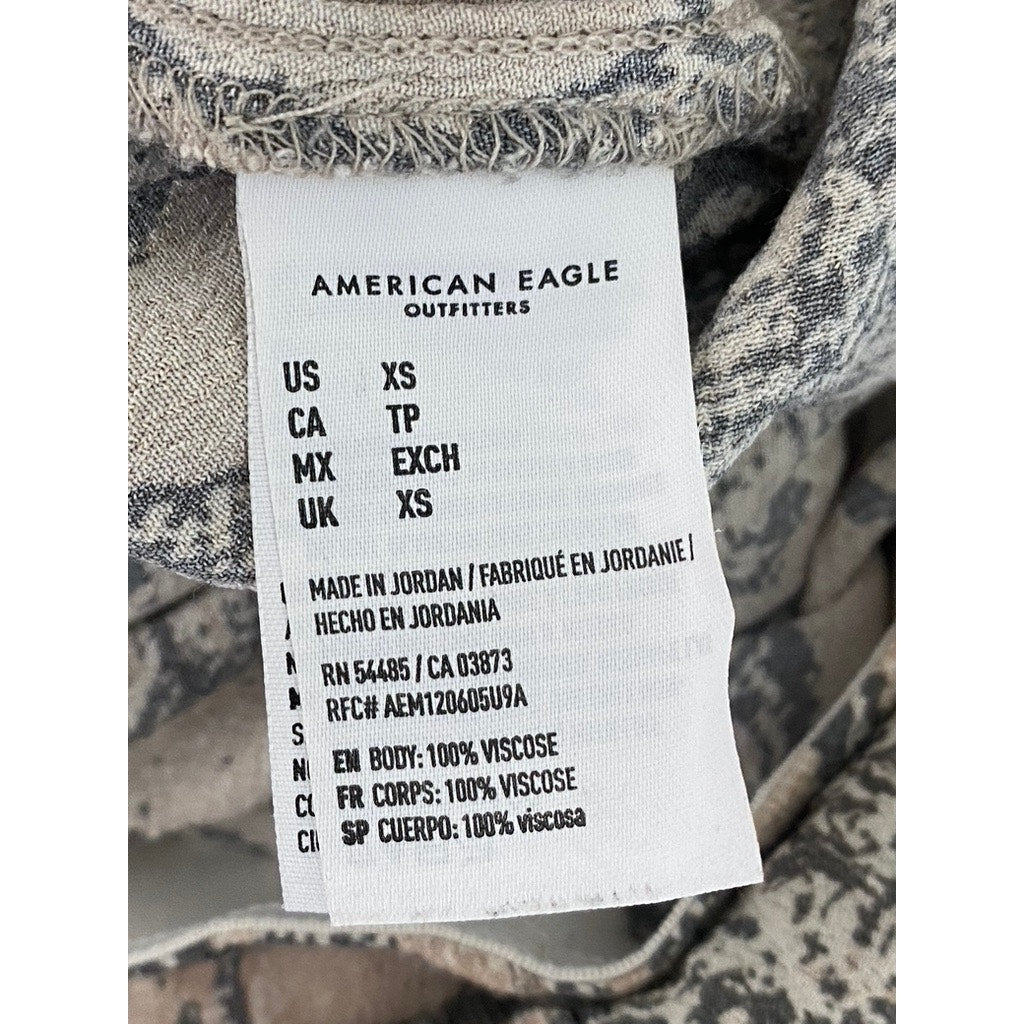 AMERICAN EAGLE
OUTFITTERS
US XS
CA TP
MX EXCH
UK XS
MADE IN JORDAN / FABRIQUÉ EN JORDANIE /
HECHO EN JORDANIA
RN 54485 / CA 03873
RFC# AEM120605U9A
EN BODY: 100% VISCOSE
FR CORPS: 100% VISCOSE
SP CUERPO: 100% viscosa